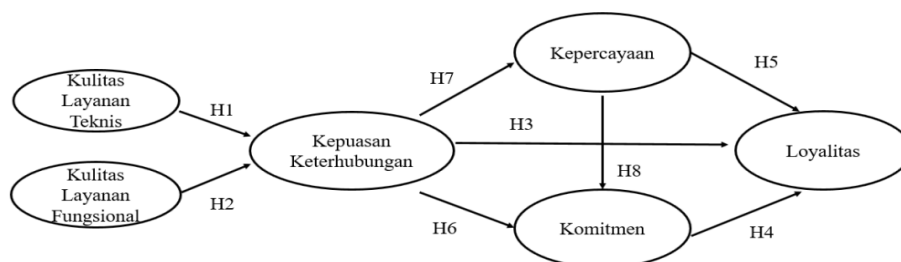 Kulitas
Layanan
Teknis
H1
Kulitas
Layanan
Fungsional
H2
Kepuasan
Keterhubungan
H7
Kepercayaan
H5
H3
H8
H6
Komitmen
H4
Loyalitas